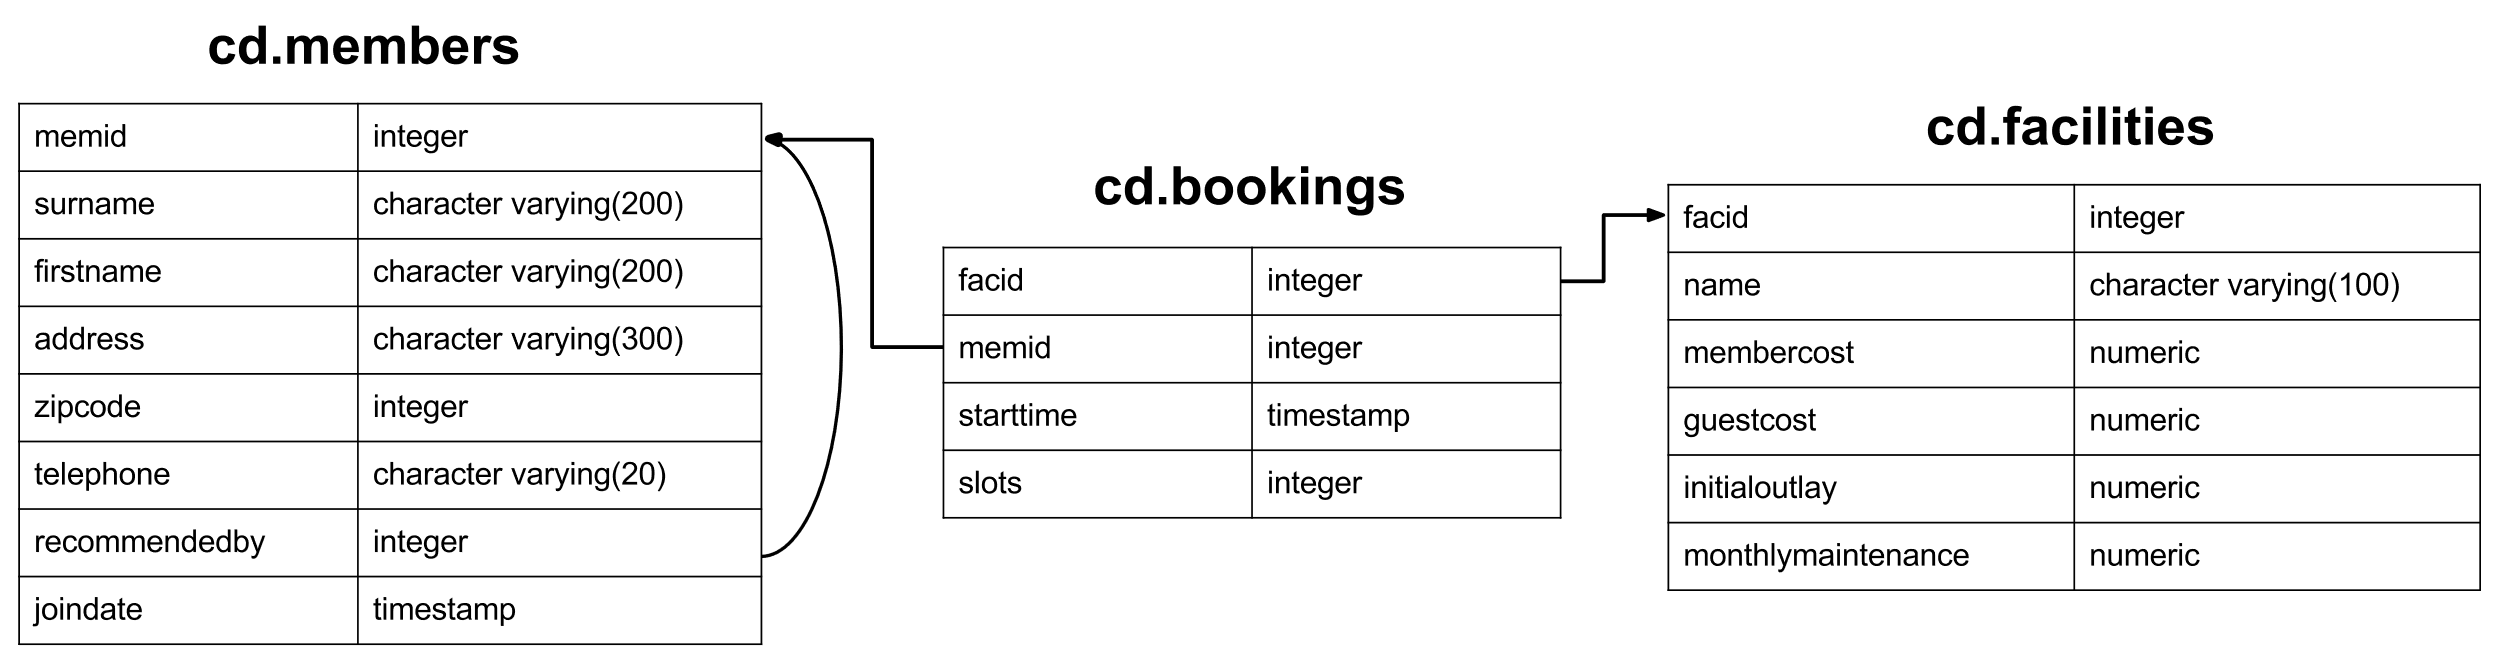 cd.members
memid integer
surname character varying(200)
firstname character varying(200)
address character varying(300)
zipcode integer
telephone character varying(20)
recommendedby integer
joindate timestamp
cd.bookings
facid integer
memid integer
starttime timestamp
slots integer
cd.facilities
facid integer
name character varying(100)
membercost numeric
guestcost numeric
initialoutlay numeric
monthlymaintenance numeric